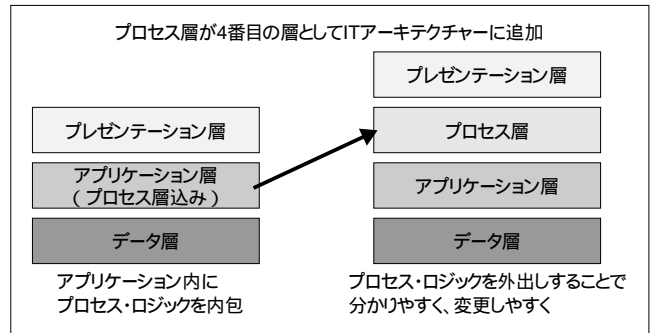 プロセス層が4番目の層としてITアーキテクチャーに追加
プレゼンテーション層
アプリケーション層
(プロセス層込み)
データ層
アプリケーション内に
プロセス・ロジックを内包
プレゼンテーション層
プロセス層
アプリケーション層
データ層
プロセス・ロジックを外出しすることで
分かりやすく、変更しやすく